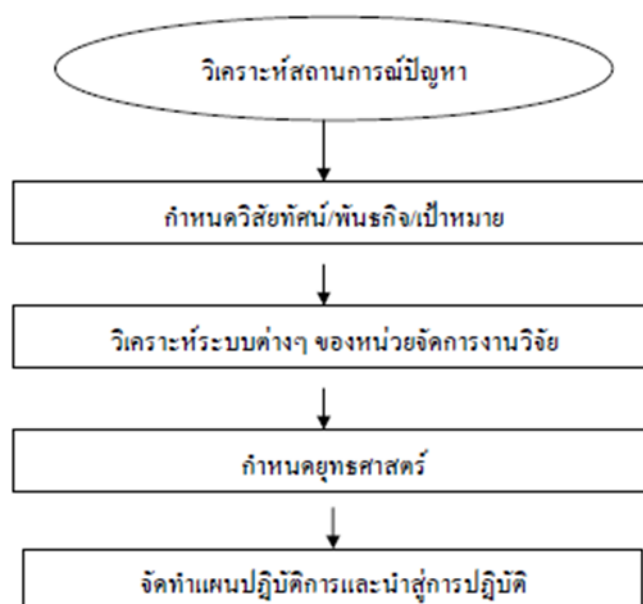 วิเคราะห์สถานการณ์ปัญหา
กำหนดวิสัยทัศน์/พันธกิจ/เป้าหมาย
วิเคราะห์ระบบต่างๆ ของหน่วยจัดการงานวิจัย
กำหนดยุทธศาสตร์
จัดทำแผนปฏิบัติการและนำสู่การปฏิบัติ